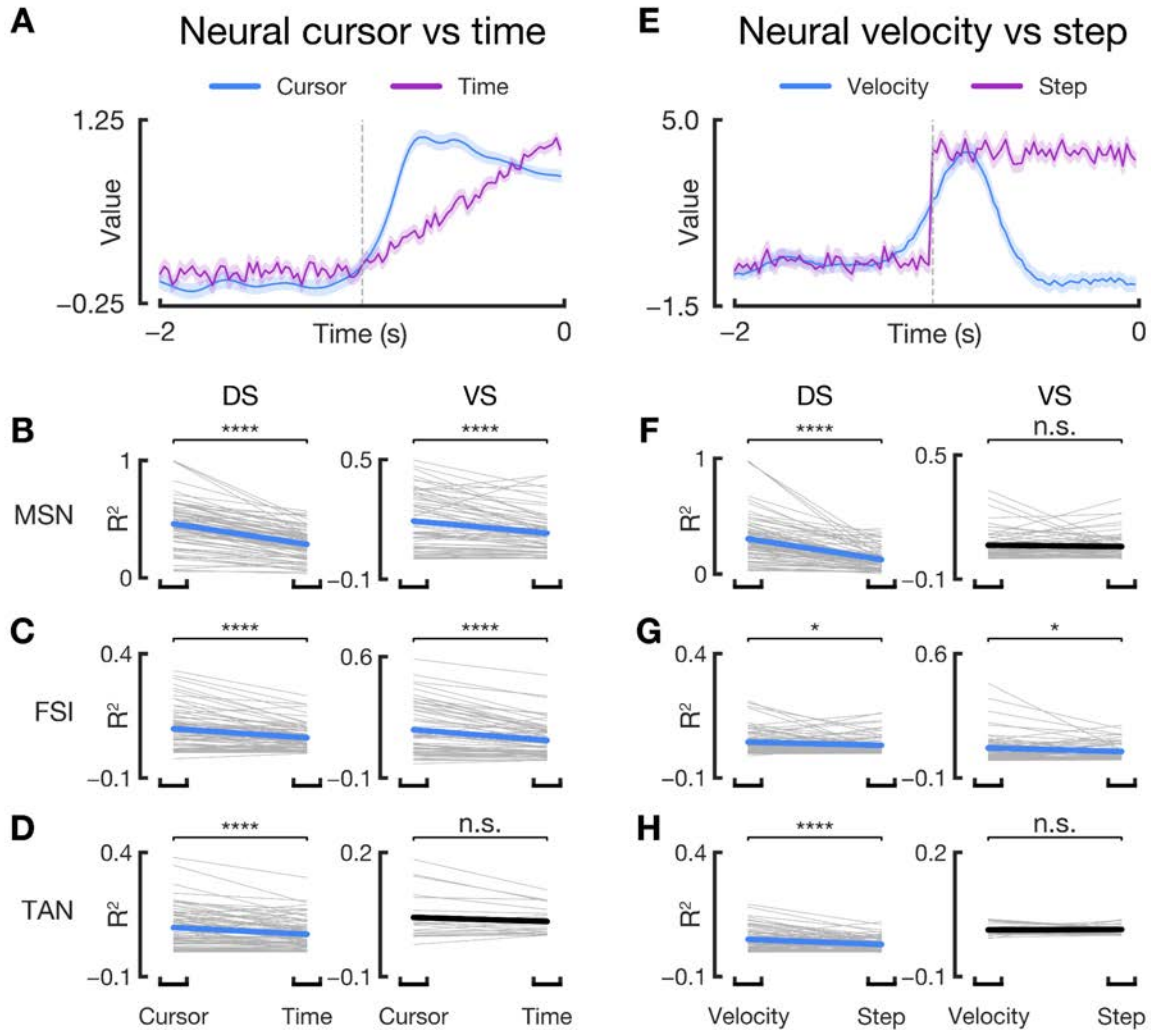 A Neural cursor vs time
Cursor Time
1.25
Value
−0.25
−2 Time (s) 0
E Neural velocity vs step
Velocity Step
5.0
Value
−1.5
−2 Time (s) 0
DS VS
B **** ****
MSN
R²
1
0
0.5
−0.1
C **** ****
FSI
R²
0.4
−0.1
0.6
−0.1
D **** n.s.
TAN
R²
0.4
−0.1
0.2
−0.1
Cursor Time Cursor Time
DS VS
F **** n.s.
R²
1
0
0.5
−0.1
G * *
R²
0.4
−0.1
0.6
−0.1
H **** n.s.
R²
0.4
−0.1
0.2
−0.1
Velocity Step Velocity Step